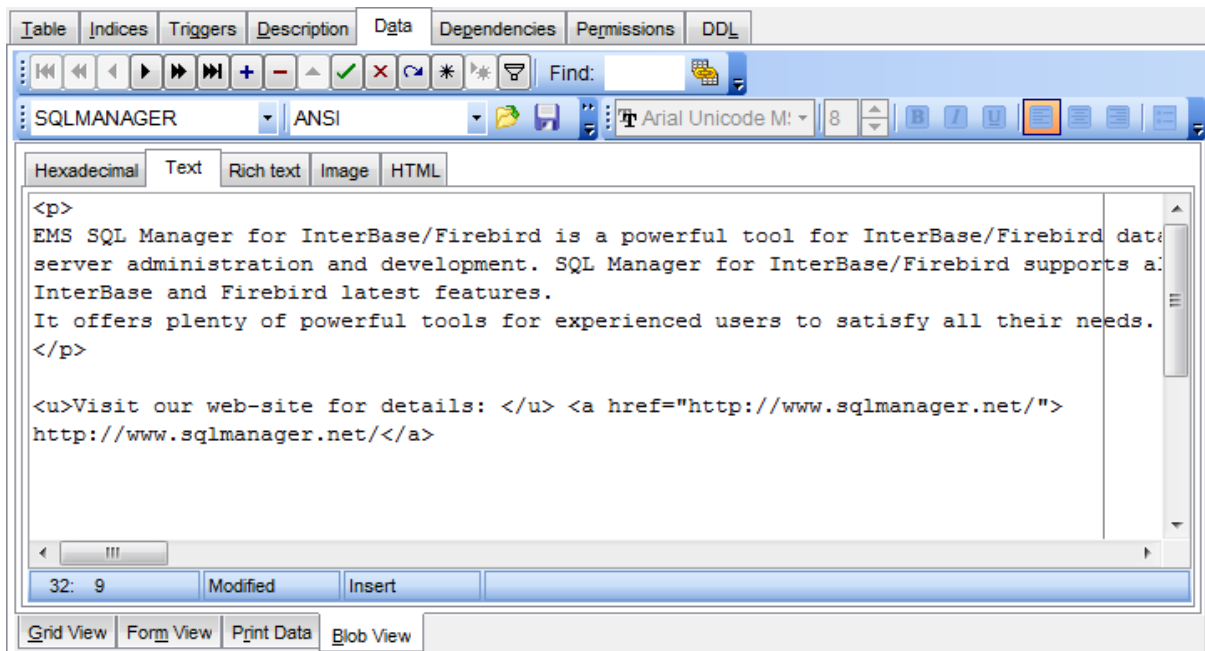 Table Indices Triggers Description Data Dependencies Permissions DDL
Find:
SQLMANAGER ANSI Arial Unicode M 8 B I U
Hexadecimal Text Rich text Image HTML
<p>
EMS SQL Manager for InterBase/Firebird is a powerful tool for InterBase/Firebird data
server administration and development. SQL Manager for InterBase/Firebird supports al
InterBase and Firebird latest features.
It offers plenty of powerful tools for experienced users to satisfy all their needs.
</p>
<u>Visit our web-site for details: </u> <a href="http://www.sqlmanager.net/">
http://www.sqlmanager.net/</a>
32: 9 Modified Insert
Grid View Form View Print Data Blob View